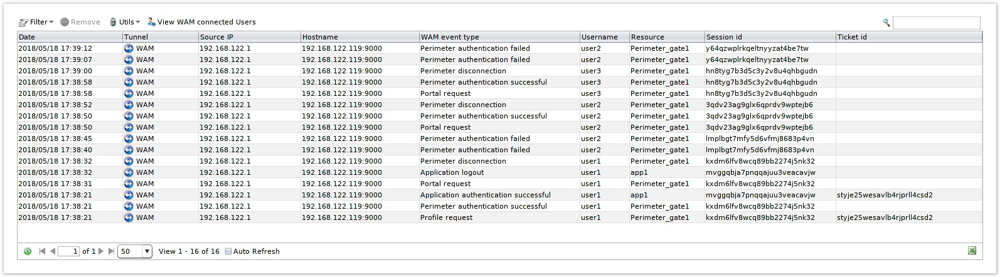 Filter Remove Utils View WAM connected Users
Date Tunnel Source IP Hostname WAM event type Username Resource Session id Ticket id
2018/05/18 17:39:12 WAM 192.168.122.1 192.168.122.119:9000 Perimeter authentication failed user2 Perimeter_gate1 y64qzwplrkqeltnyyzat4be7tw
2018/05/18 17:39:07 WAM 192.168.122.1 192.168.122.119:9000 Perimeter authentication failed user2 Perimeter_gate1 y64qzwplrkqeltnyyzat4be7tw
2018/05/18 17:39:00 WAM 192.168.122.1 192.168.122.119:9000 Perimeter disconnection user3 Perimeter_gate1 hn8tyg7b3d5c3y2v8u4qhbgudn
2018/05/18 17:38:58 WAM 192.168.122.1 192.168.122.119:9000 Perimeter authentication successful user3 Perimeter_gate1 hn8tyg7b3d5c3y2v8u4qhbgudn
2018/05/18 17:38:58 WAM 192.168.122.1 192.168.122.119:9000 Portal request user3 Perimeter_gate1 hn8tyg7b3d5c3y2v8u4qhbgudn
2018/05/18 17:38:52 WAM 192.168.122.1 192.168.122.119:9000 Perimeter disconnection user2 Perimeter_gate1 3qdv23ag9glx6qprdv9wptejb6
2018/05/18 17:38:50 WAM 192.168.122.1 192.168.122.119:9000 Perimeter authentication successful user2 Perimeter_gate1 3qdv23ag9glx6qprdv9wptejb6
2018/05/18 17:38:50 WAM 192.168.122.1 192.168.122.119:9000 Portal request user2 Perimeter_gate1 3qdv23ag9glx6qprdv9wptejb6
2018/05/18 17:38:45 WAM 192.168.122.1 192.168.122.119:9000 Perimeter authentication failed user2 Perimeter_gate1 lmplbgt7mfy5d6vfmj8683p4vn
2018/05/18 17:38:40 WAM 192.168.122.1 192.168.122.119:9000 Perimeter authentication failed user2 Perimeter_gate1 lmplbgt7mfy5d6vfmj8683p4vn
2018/05/18 17:38:32 WAM 192.168.122.1 192.168.122.119:9000 Perimeter disconnection user1 Perimeter_gate1 kxdm6lfv8wcq89bb2274j5nk32
2018/05/18 17:38:32 WAM 192.168.122.1 192.168.122.119:9000 Application logout user1 app1 mvggqbja7pnqqajuu3veacavjw
2018/05/18 17:38:31 WAM 192.168.122.1 192.168.122.119:9000 Portal request user1 Perimeter_gate1 kxdm6lfv8wcq89bb2274j5nk32
2018/05/18 17:38:21 WAM 192.168.122.1 192.168.122.119:9000 Application authentication successful user1 app1 mvggqbja7pnqqajuu3veacavjw styje25wesavlb4rjprll4csd2
2018/05/18 17:38:21 WAM 192.168.122.1 192.168.122.119:9000 Perimeter authentication successful user1 Perimeter_gate1 kxdm6lfv8wcq89bb2274j5nk32
2018/05/18 17:38:21 WAM 192.168.122.1 192.168.122.119:9000 Profile request user1 Perimeter_gate1 kxdm6lfv8wcq89bb2274j5nk32 styje25wesavlb4rjprll4csd2
1 of 1 50 View 1 - 16 of 16 Auto Refresh